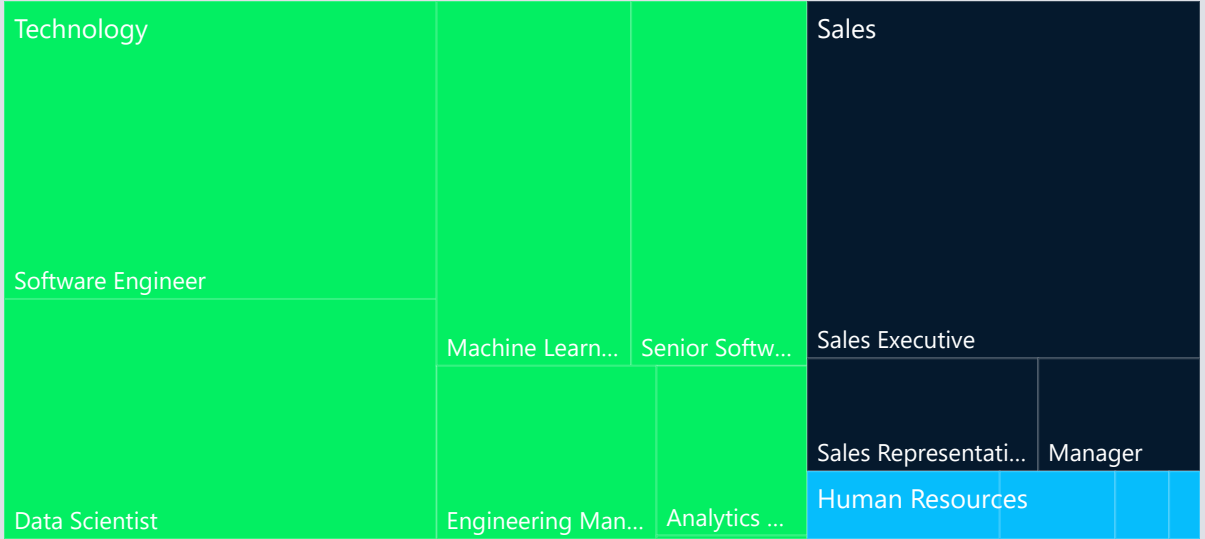 Technology
Software Engineer
Data Scientist
Machine Learn...
Senior Softw...
Engineering Man...
Analytics ...
Sales
Sales Executive
Sales Representati...
Manager
Human Resources